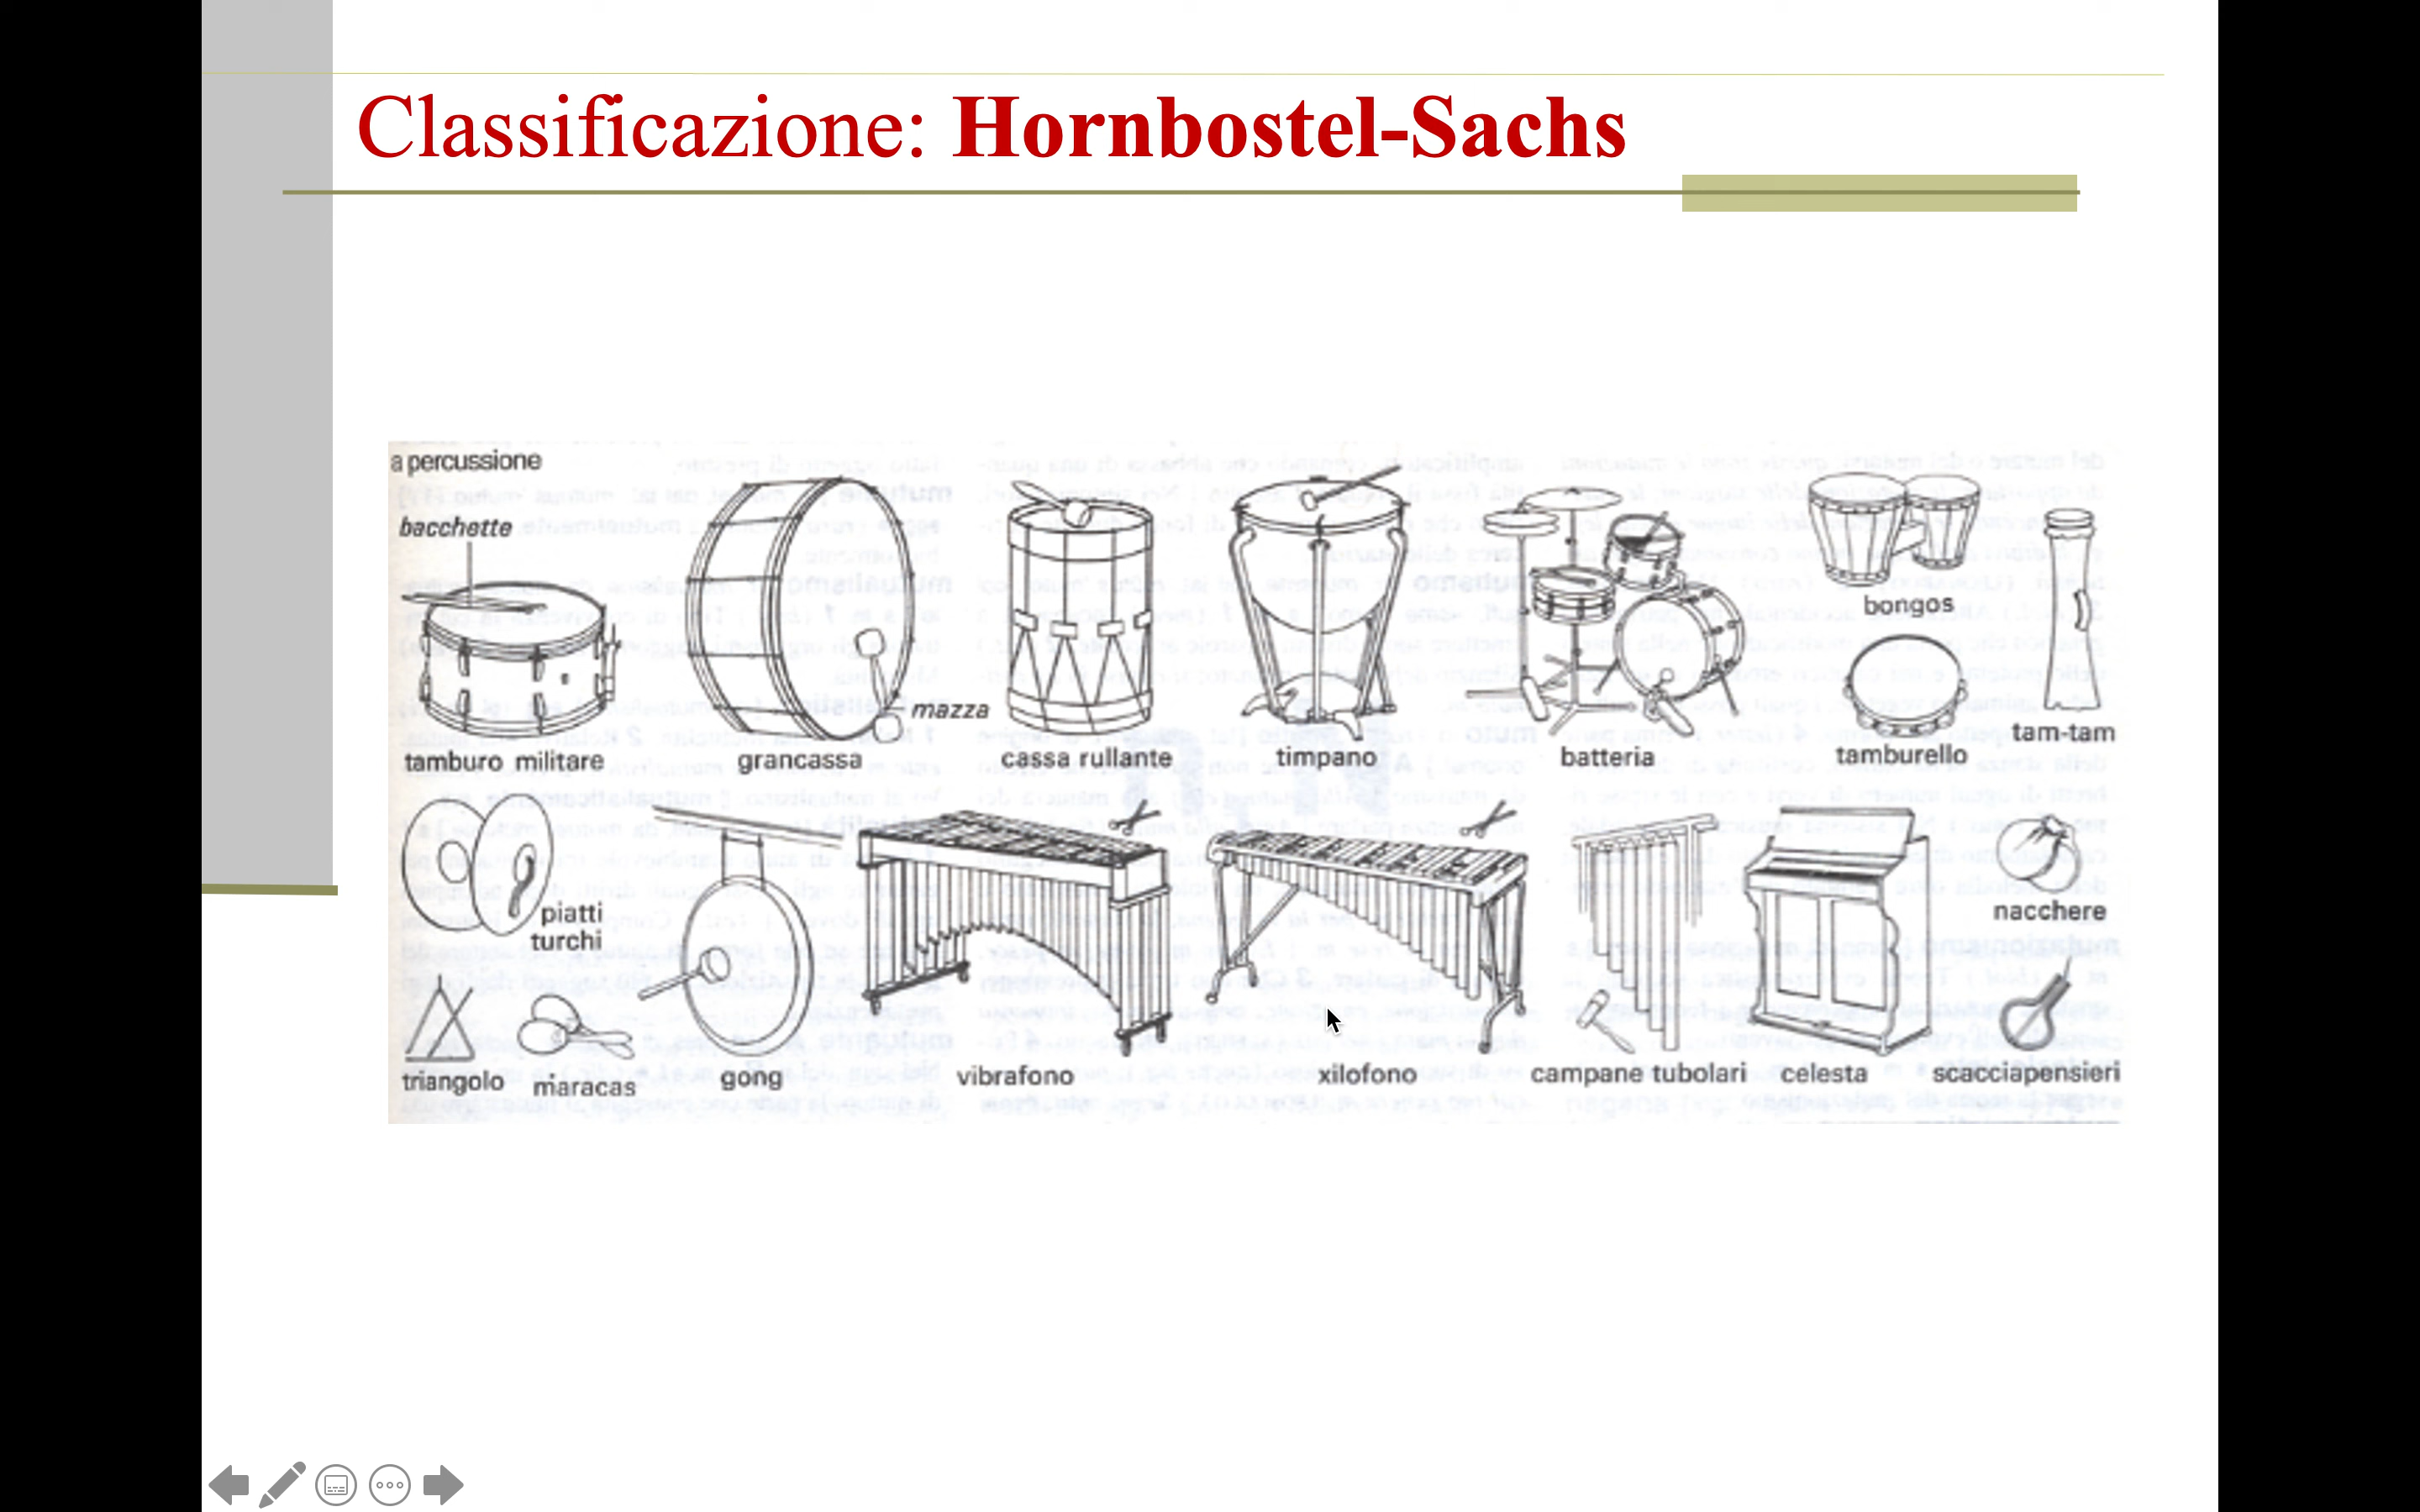 Classificazione: Hornbostel-Sachs
a percussione
bacchette
mazza
tamburo militare
grancassa
cassa rullante
timpano
batteria
bongos
tamburello
tam-tam
piatti
turchi
triangolo
maracas
gong
vibrafono
xilofono
campane tubolari
celesta
nacchere
scacciapensieri